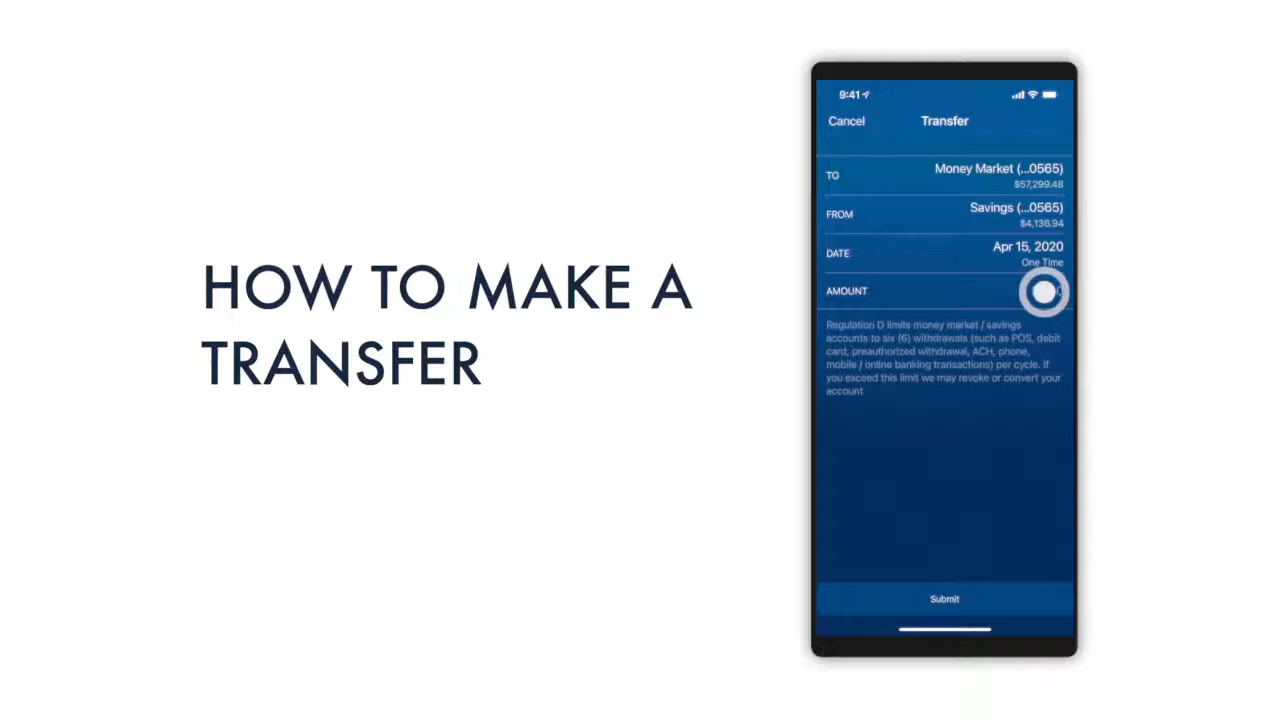 HOW TO MAKE A
TRANSFER
9:41
Cancel
Transfer
TO
Money Market (...0565)
$57,299.48
FROM
Savings (...0565)
$4,136.94
DATE
Apr 15, 2020
One Time
AMOUNT
Regulation D limits money market / savings
accounts to six (6) withdrawals (such as POS, debit
card, preauthorized withdrawal, ACH, phone,
mobile / online banking transactions) per cycle. If
you exceed this limit we may revoke or convert your
account
Submit